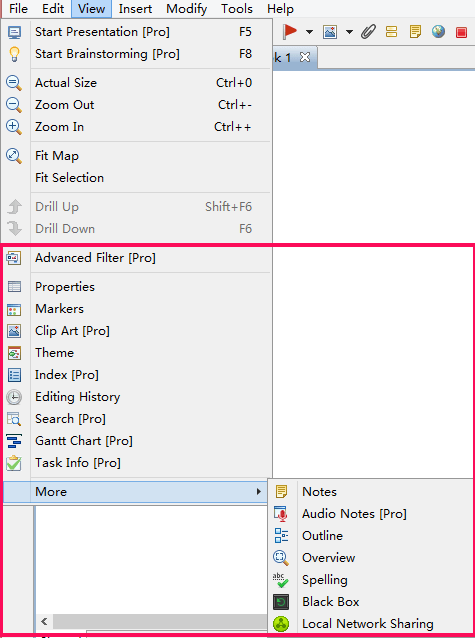 File Edit View Insert Modify Tools Help
Start Presentation [Pro] F5
Start Brainstorming [Pro] F8
k 1
Actual Size Ctrl+0
Zoom Out Ctrl+-
Zoom In Ctrl++
Fit Map
Fit Selection
Drill Up Shift+F6
Drill Down F6
Advanced Filter [Pro]
Properties
Markers
Clip Art [Pro]
Theme
Index [Pro]
Editing History
Search [Pro]
Gantt Chart [Pro]
Task Info [Pro]
More
Notes
Audio Notes [Pro]
Outline
Overview
abc Spelling
Black Box
Local Network Sharing